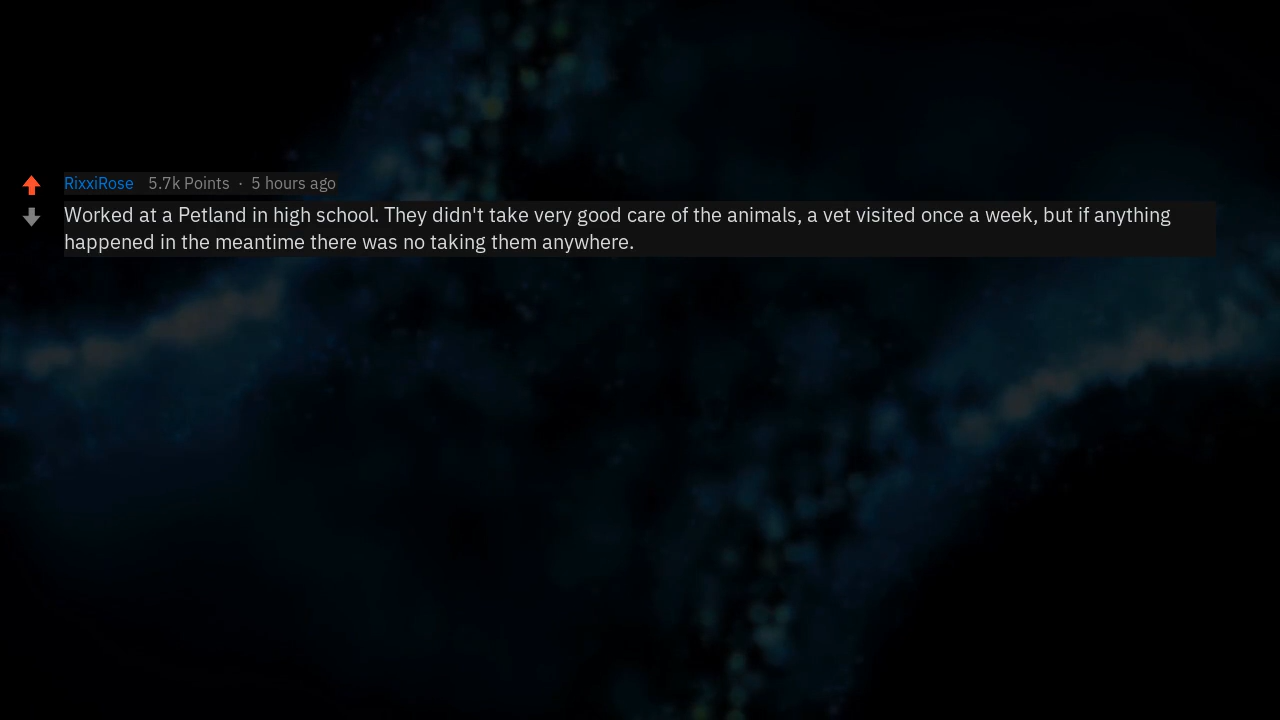 RixxiRose 5.7k Points · 5 hours ago
Worked at a Petland in high school. They didn't take very good care of the animals, a vet visited once a week, but if anything
happened in the meantime there was no taking them anywhere.